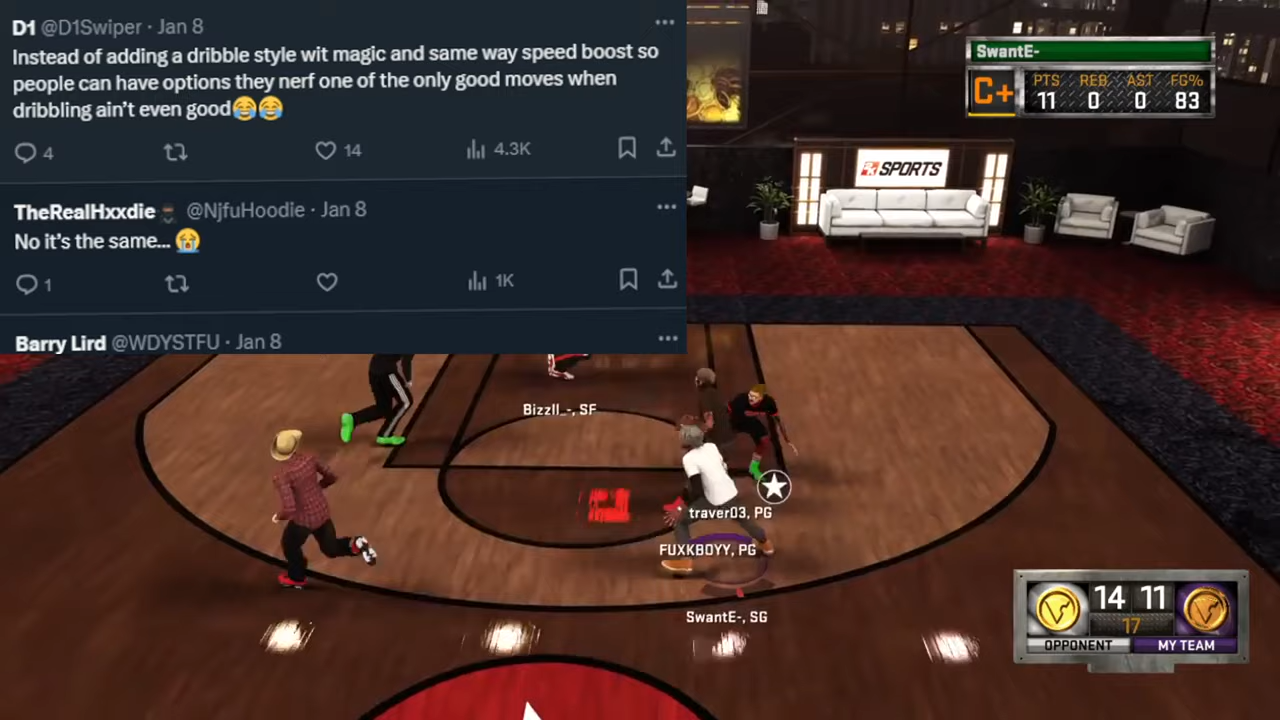 D1 @D1Swiper · Jan 8
Instead of adding a dribble style wit magic and same way speed boost so
people can have options they nerf one of the only good moves when
dribbling ain’t even good😂😂
4 14 4.3K
TheRealHxxdie @NjfuHoodie · Jan 8
No it’s the same... 😭
1 1K
Barry Lird @WDYSTFU · Jan 8
SwantE-
C+ PTS REB AST FG%
11 0 0 83
2K SPORTS
Bizzll_-, SF
traver03, PG
FUXKBOYY, PG
SwantE-, SG
14 11
17
OPPONENT MY TEAM